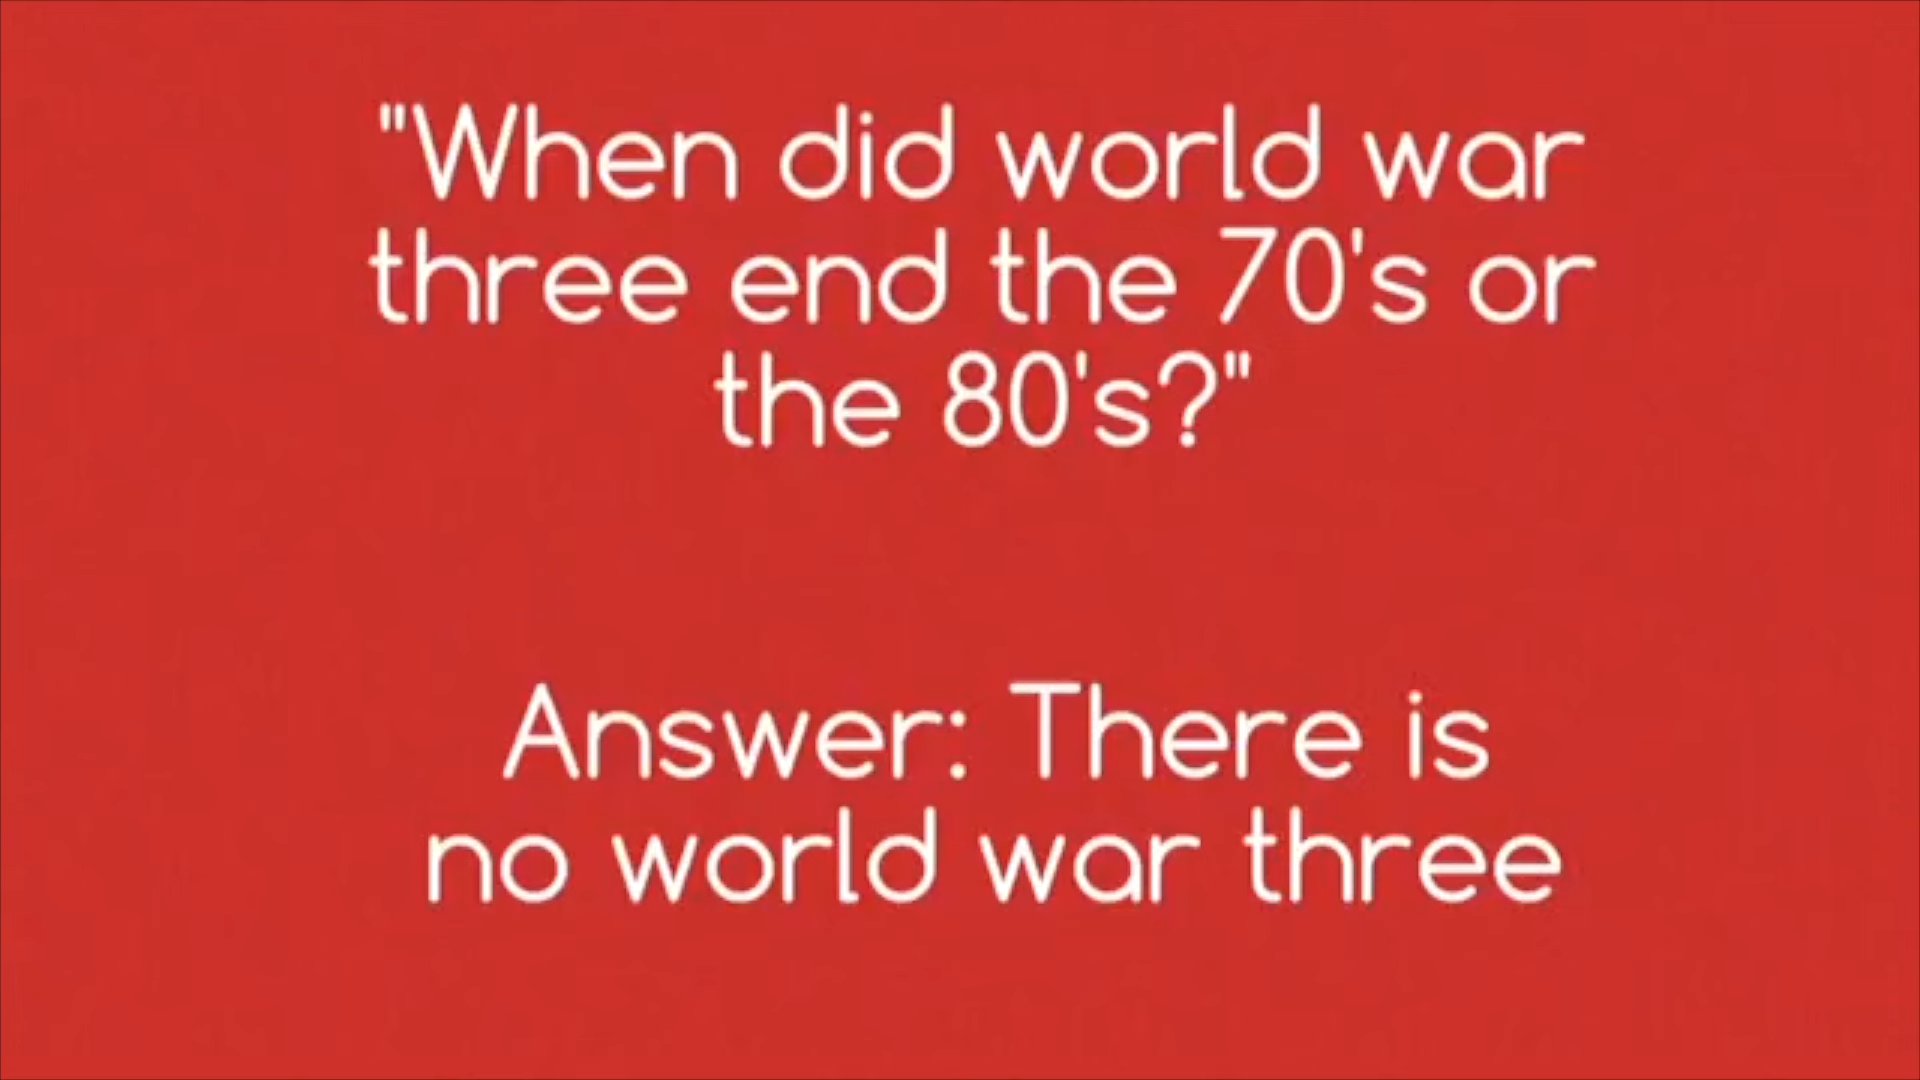 "When did world war
three end the 70's or
the 80's?"
Answer: There is
no world war three